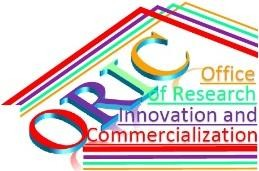 ORIC
Office
of Research
Innovation and
Commercialization